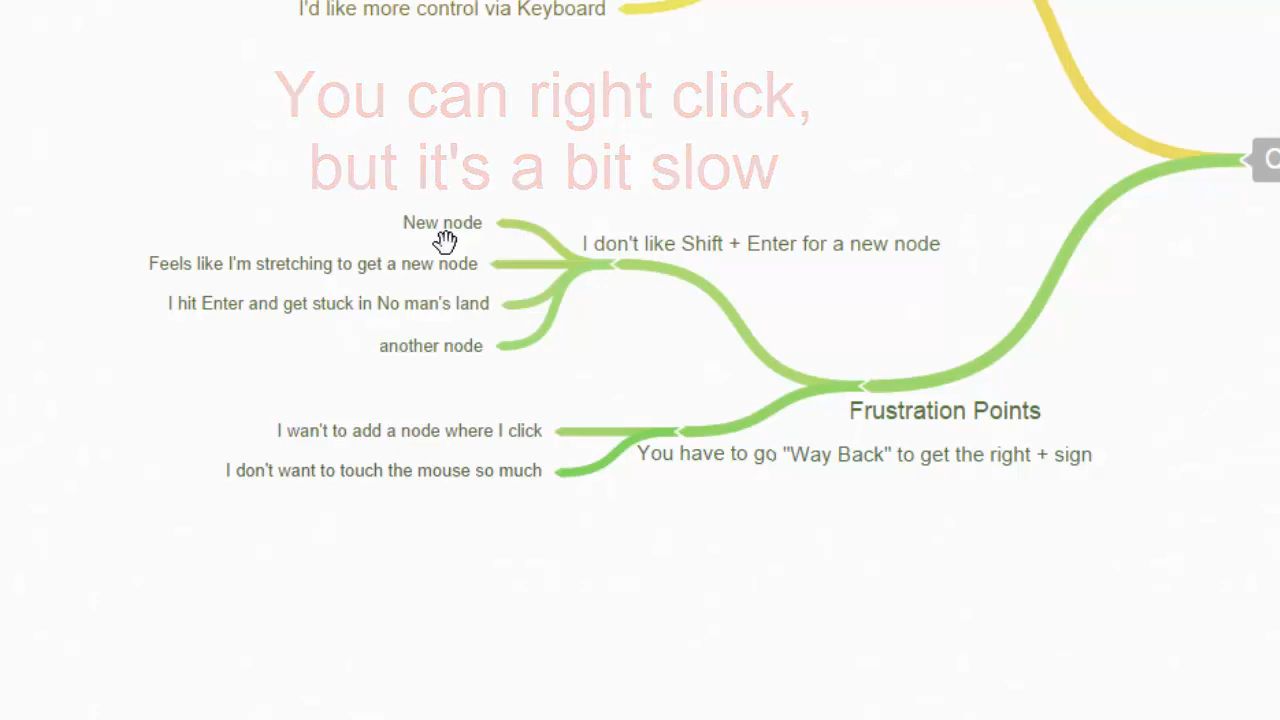 I'd like more control via Keyboard
You can right click,
but it's a bit slow
New node
I don't like Shift + Enter for a new node
Feels like I'm stretching to get a new node
I hit Enter and get stuck in No man's land
another node
Frustration Points
I wan't to add a node where I click
You have to go "Way Back" to get the right + sign
I don't want to touch the mouse so much